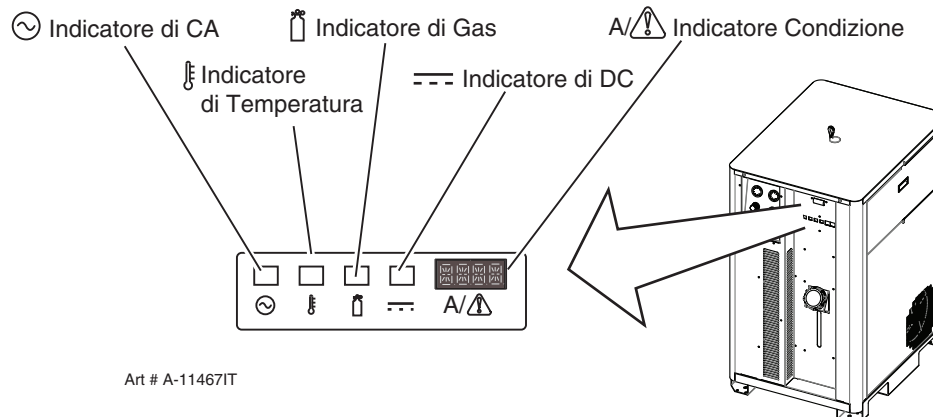 Indicatore di CA
Indicatore di Gas
A/ Indicatore Condizione
Indicatore
di Temperatura
Indicatore di DC
A/
Art # A-11467IT